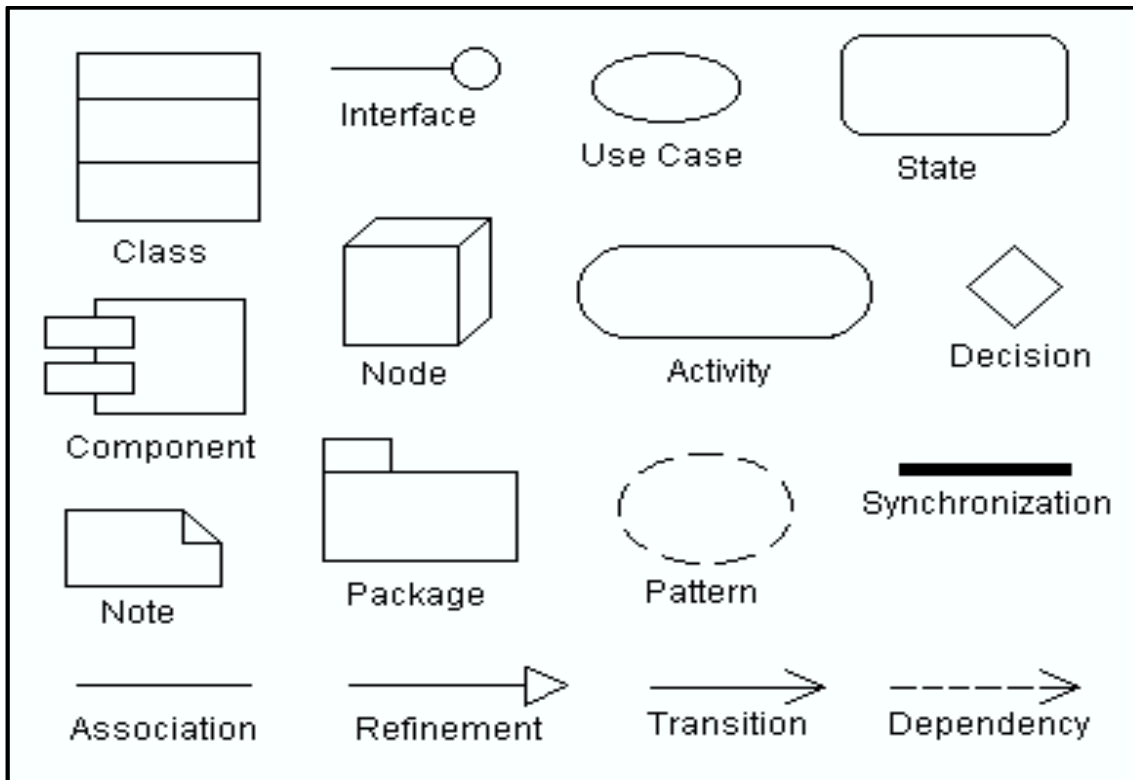 Interface
Use Case
State
Class
Node
Activity
Decision
Component
Synchronization
Note
Package
Pattern
Association
Refinement
Transition
Dependency